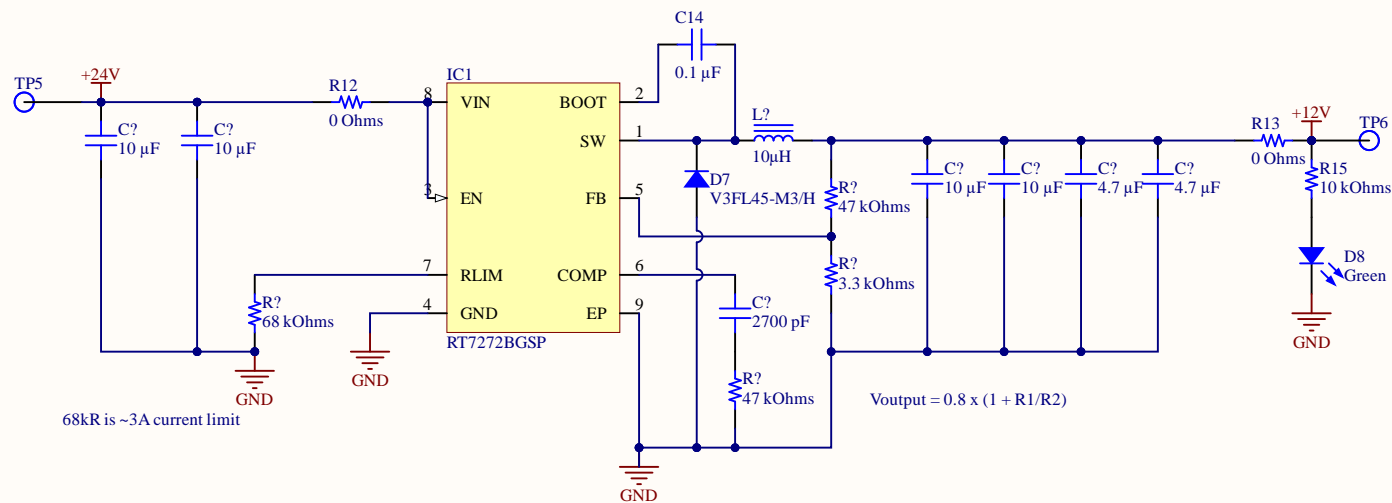 C14
0.1 µF
TP5
+24V
R12
0 Ohms
C?
10 µF
C?
10 µF
IC1
8
VIN
BOOT
2
SW
1
3
EN
FB
5
7
RLIM
COMP
6
4
GND
EP
9
RT7272BGSP
L?
10µH
D7
V3FL45-M3/H
R?
47 kOhms
R?
3.3 kOhms
C?
10 µF
C?
10 µF
C?
4.7 µF
C?
4.7 µF
R13
0 Ohms
+12V
TP6
R15
10 kOhms
D8
Green
GND
R?
68 kOhms
GND
GND
C?
2700 pF
R?
47 kOhms
GND
68kR is ~3A current limit
Voutput = 0.8 x (1 + R1/R2)